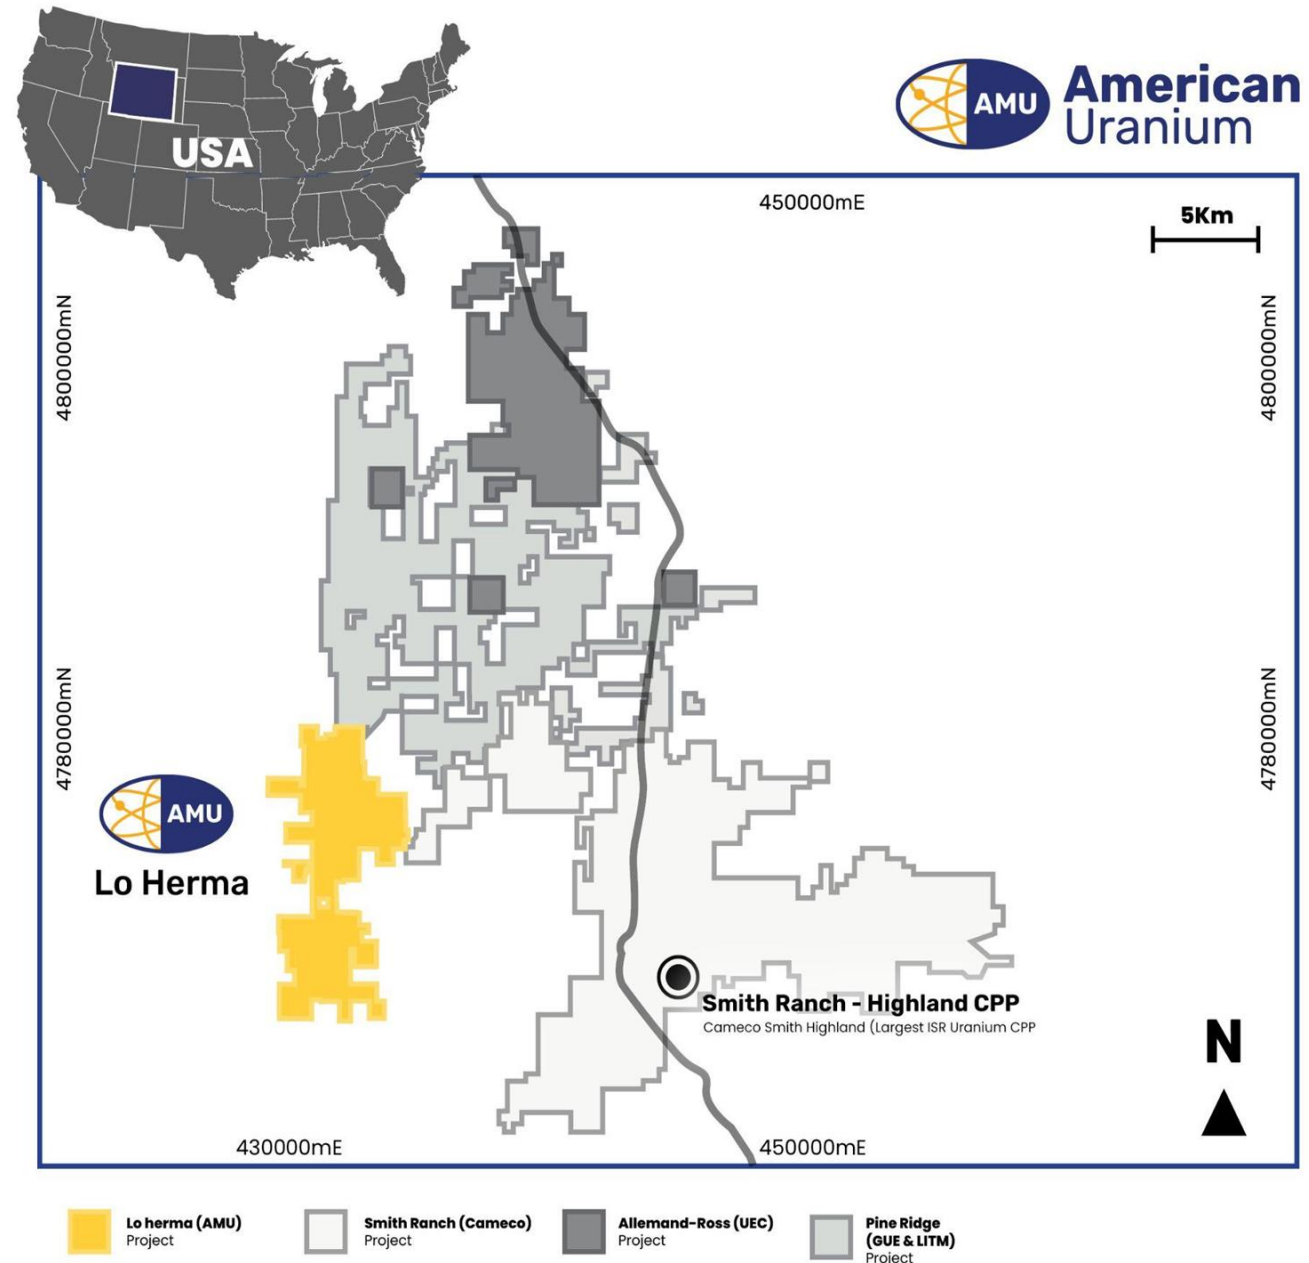 USA
AMU
American
Uranium
450000mE
5Km
4800000mN
4800000mN
4780000mN
4780000mN
AMU
Lo Herma
Smith Ranch - Highland CPP
Cameco Smith Highland (Largest ISR Uranium CPP
N
430000mE
450000mE
Lo herma (AMU)
Project
Smith Ranch (Cameco)
Project
Allemand-Ross (UEC)
Project
Pine Ridge
(GUE & LITM)
Project